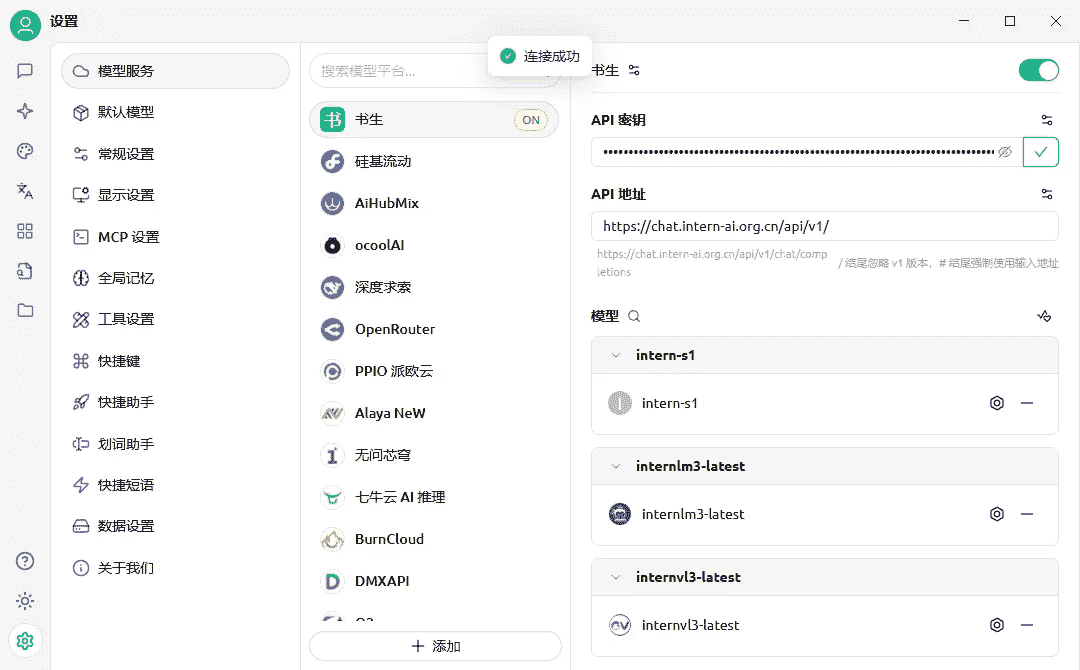 设置
连接成功
模型服务
默认模型
常规设置
显示设置
MCP 设置
全局记忆
工具设置
快捷键
快捷助手
划词助手
快捷短语
数据设置
关于我们
搜索模型平台...
书
书生
ON
硅基流动
AiHubMix
ocoolAI
深度求索
OpenRouter
PPIO 派欧云
Alaya NeW
无问芯穹
七牛云 AI 推理
BurnCloud
DMXAPI
添加
书生
API 密钥
API 地址
https://chat.intern-ai.org.cn/api/v1/
https://chat.intern-ai.org.cn/api/v1/chat/comp
letions
/ 结尾忽略 v1 版本，# 结尾强制使用输入地址
模型
intern-s1
intern-s1
internlm3-latest
internlm3-latest
internvl3-latest
internvl3-latest